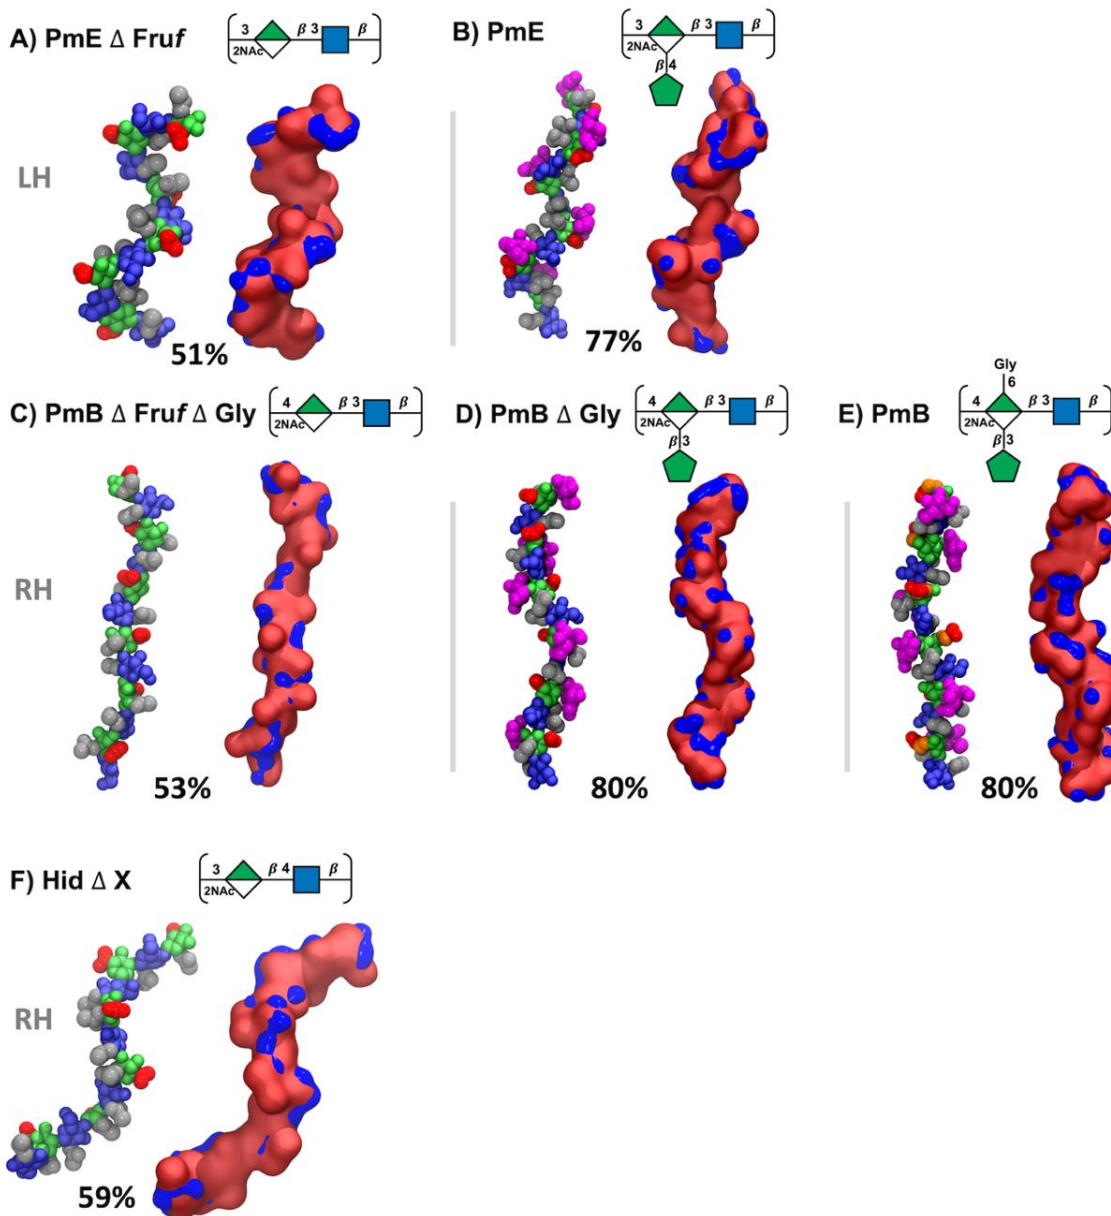 A) PmE Δ Fruf
3 β 3 β
2NAc
LH
51%
B) PmE
3 β 3 β
2NAc
β 4
77%
C) PmB Δ Fruf Δ Gly
4 β 3 β
2NAc
RH
53%
D) PmB Δ Gly
4 β 3 β
2NAc
β 3
80%
E) PmB
Gly
6
4 β 3 β
2NAc
β 3
80%
F) Hid Δ X
3 β 4 β
2NAc
RH
59%